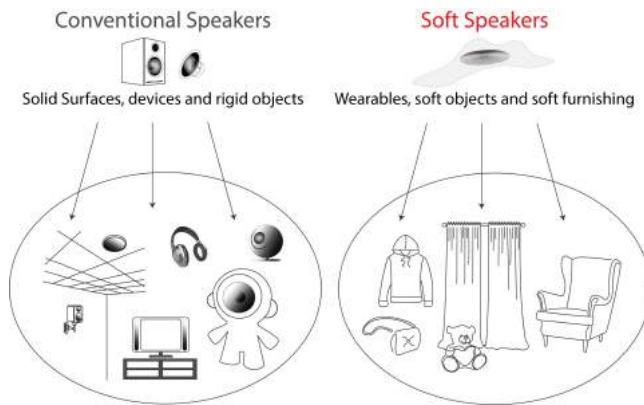 Conventional Speakers
Solid Surfaces, devices and rigid objects
Soft Speakers
Wearables, soft objects and soft furnishing